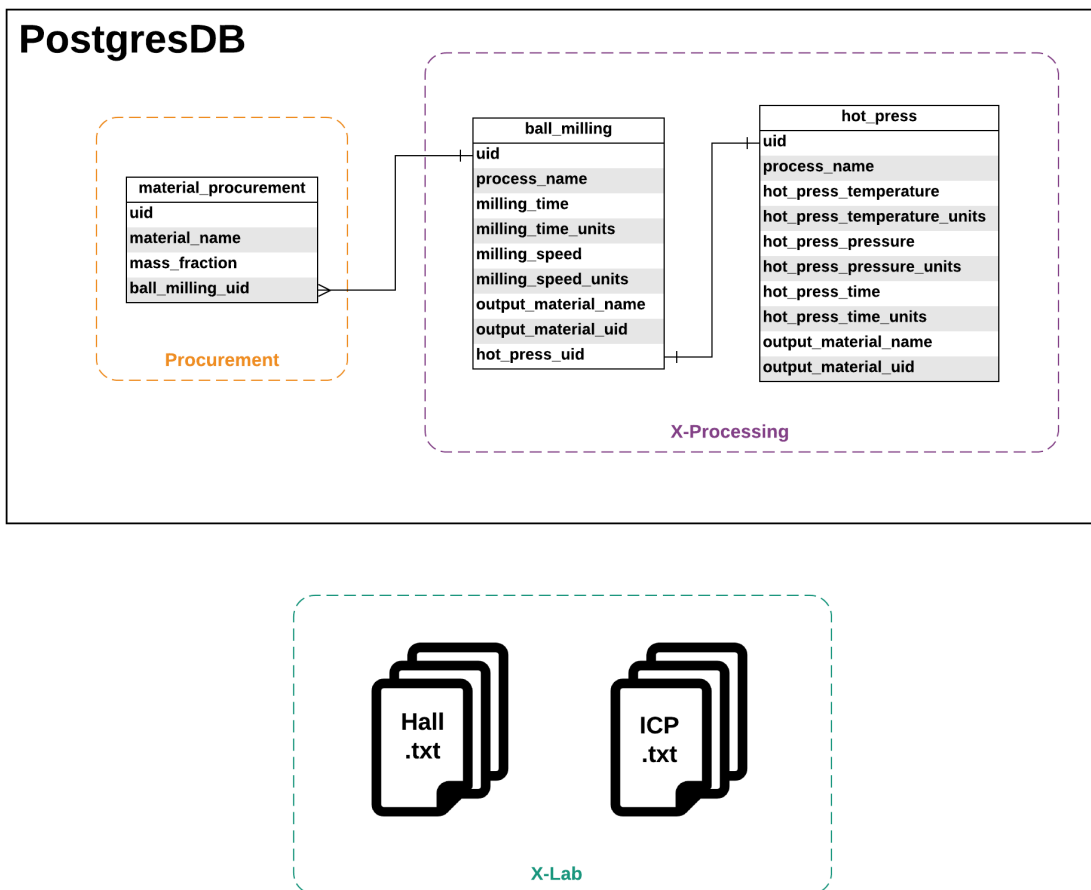 PostgresDB
material_procurement
uid
material_name
mass_fraction
ball_milling_uid
Procurement
ball_milling
uid
process_name
milling_time
milling_time_units
milling_speed
milling_speed_units
output_material_name
output_material_uid
hot_press_uid
hot_press
uid
process_name
hot_press_temperature
hot_press_temperature_units
hot_press_pressure
hot_press_pressure_units
hot_press_time
hot_press_time_units
output_material_name
output_material_uid
X-Processing
Hall
.txt
ICP
.txt
X-Lab